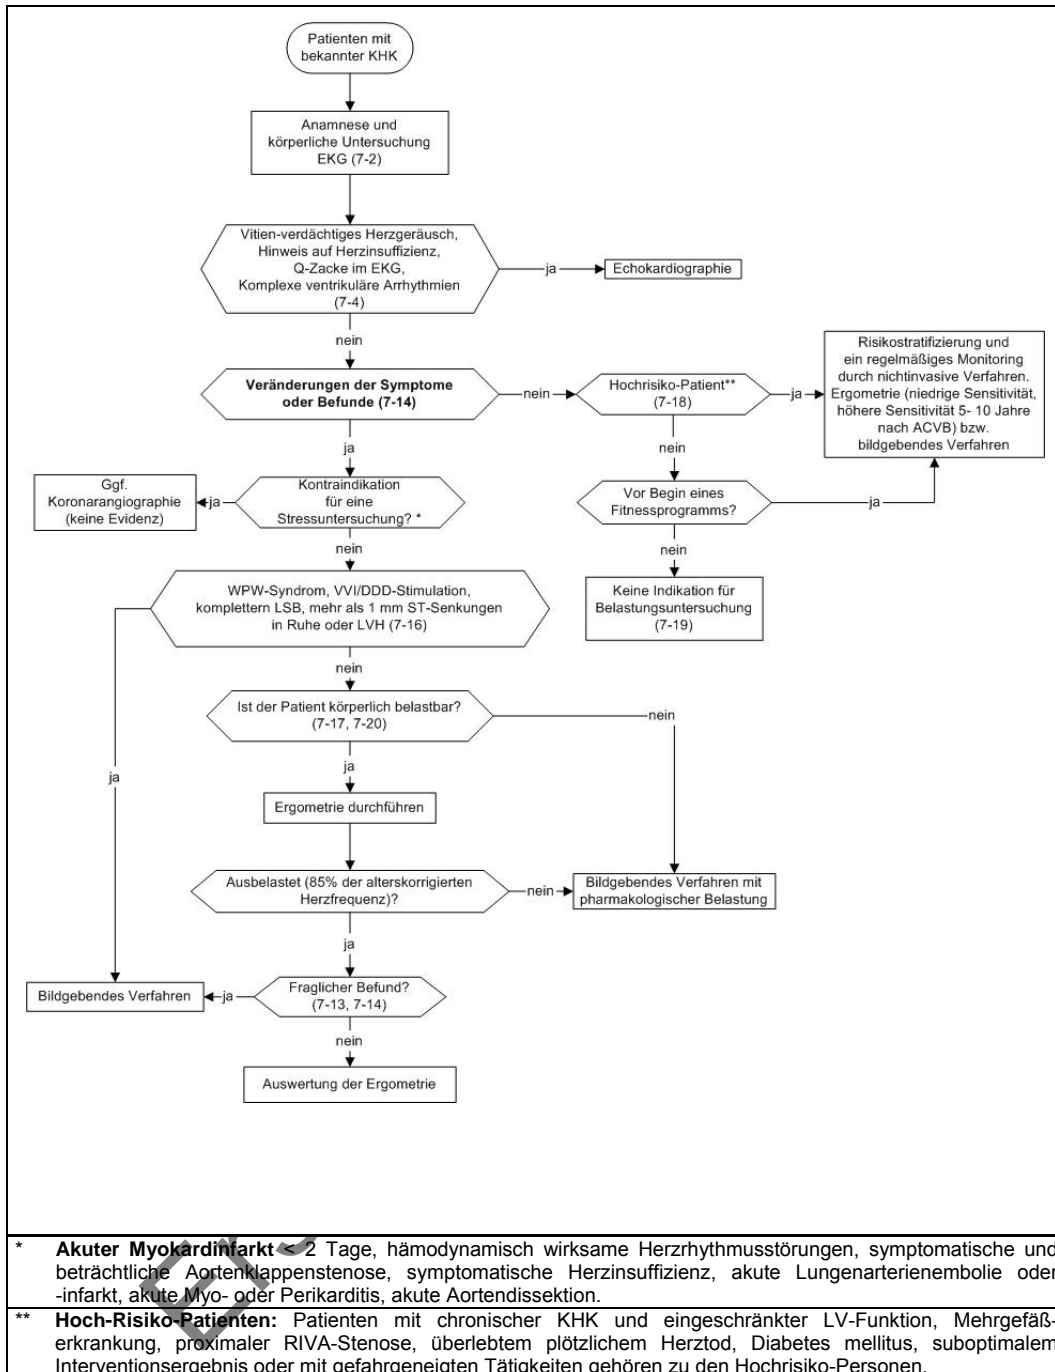 Patienten mit
bekannter KHK
Anamnese und
körperliche Untersuchung
EKG (7-2)
Vitien-verdächtiges Herzgeräusch,
Hinweis auf Herzinsuffizienz,
Q-Zacke im EKG,
Komplexe ventrikuläre Arrhythmien
(7-4)
ja
Echokardiographie
nein
Veränderungen der Symptome
oder Befunde (7-14)
nein
Hochrisiko-Patient**
(7-18)
ja
Risikostratifizierung und
ein regelmäßiges Monitoring
durch nichtinvasive Verfahren.
Ergometrie (niedrige Sensitivität,
höhere Sensitivität 5- 10 Jahre
nach ACVB) bzw.
bildgebendes Verfahren
ja
nein
Ggf.
Koronarangiographie
(keine Evidenz)
ja
Kontraindikation
für eine
Stressuntersuchung? *
Vor Begin eines
Fitnessprogramms?
ja
nein
nein
WPW-Syndrom, VVI/DDD-Stimulation,
komplettern LSB, mehr als 1 mm ST-Senkungen
in Ruhe oder LVH (7-16)
Keine Indikation für
Belastungsuntersuchung
(7-19)
nein
Ist der Patient körperlich belastbar?
(7-17, 7-20)
nein
ja
ja
Ergometrie durchführen
Ausbelastet (85% der alterskorrigierten
Herzfrequenz)?
nein
Bildgebendes Verfahren mit
pharmakologischer Belastung
ja
Bildgebendes Verfahren
ja
Fraglicher Befund?
(7-13, 7-14)
nein
Auswertung der Ergometrie
* Akuter Myokardinfarkt < 2 Tage, hämodynamisch wirksame Herzrhythmusstörungen, symptomatische und
beträchtliche Aortenklappenstenose, symptomatische Herzinsuffizienz, akute Lungenarterienembolie oder
-infarkt, akute Myo- oder Perikarditis, akute Aortendissektion.
** Hoch-Risiko-Patienten: Patienten mit chronischer KHK und eingeschränkter LV-Funktion, Mehrgefäß-
erkrankung, proximaler RIVA-Stenose, überlebtem plötzlichem Herztod, Diabetes mellitus, suboptimalem
Interventionsergebnis oder mit gefahrgeneigten Tätigkeiten gehören zu den Hochrisiko-Personen.